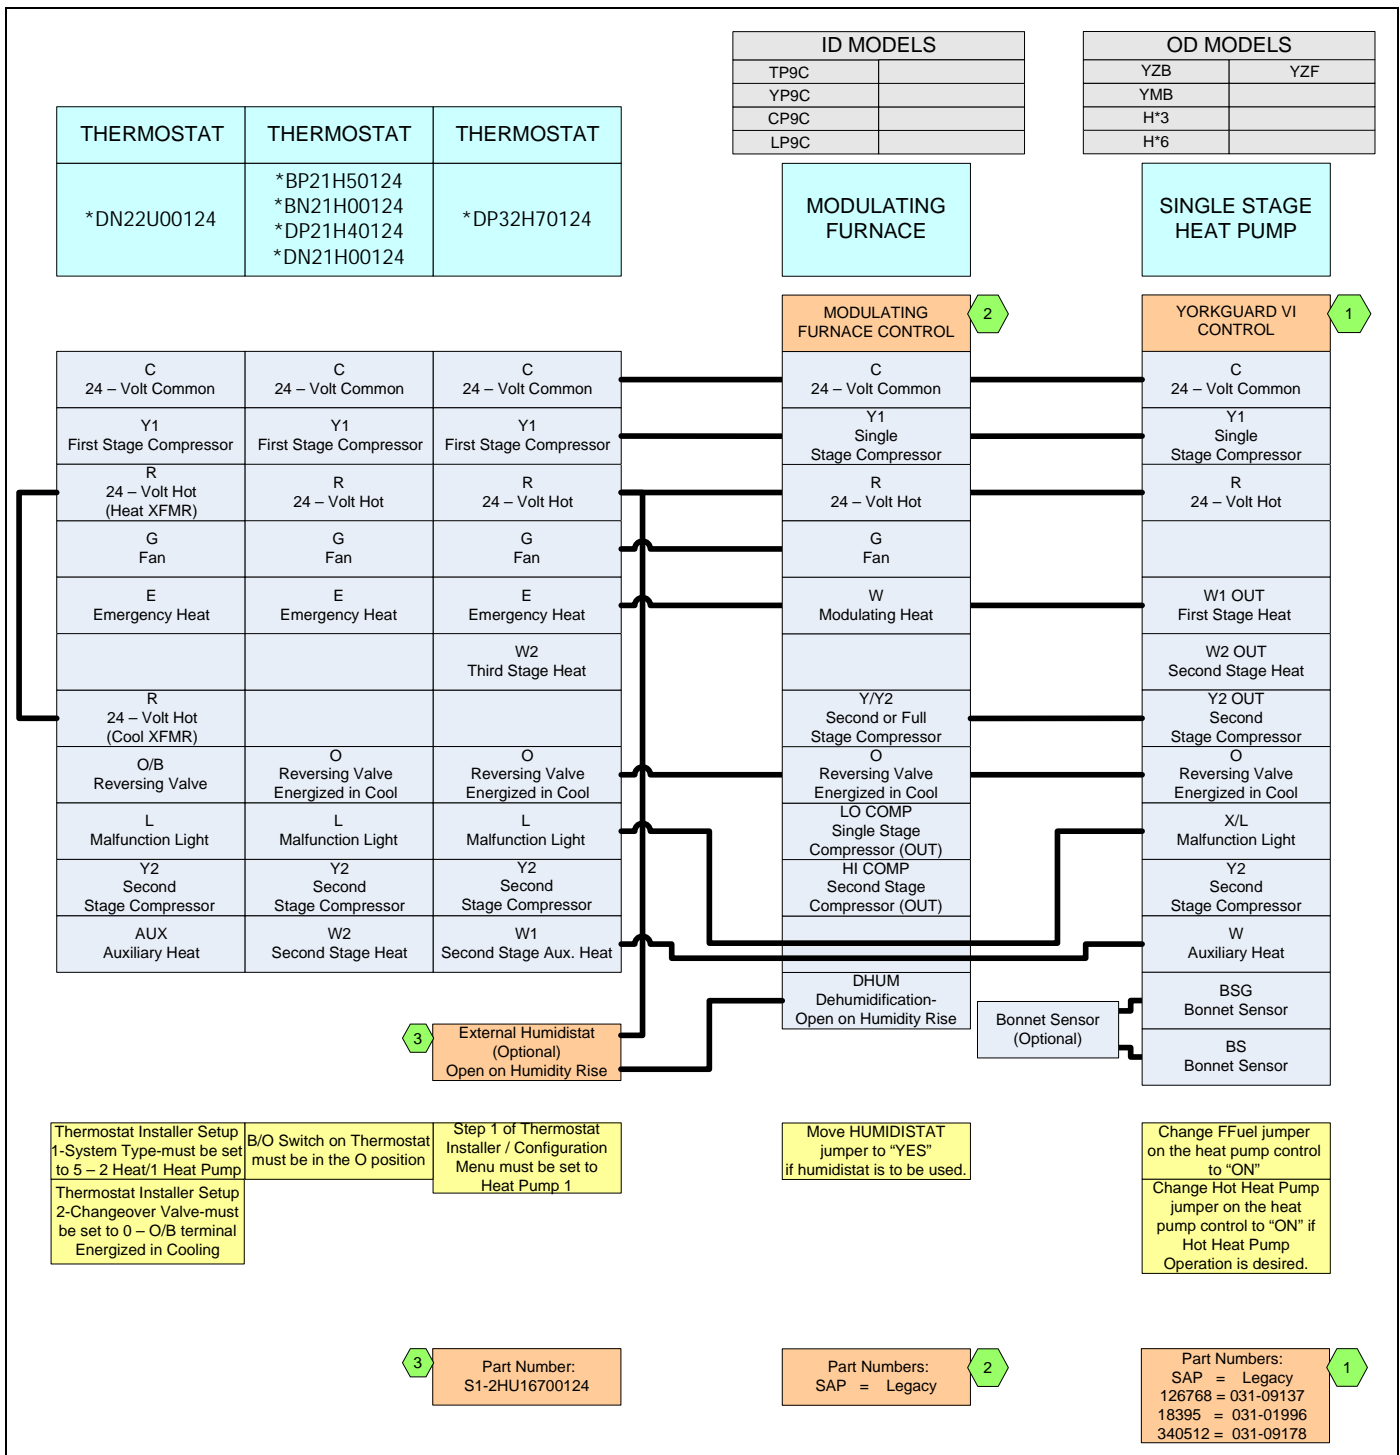 ID MODELS
TP9C
YP9C
CP9C
LP9C
OD MODELS
YZB YZF
YMB
H*3
H*6
THERMOSTAT THERMOSTAT THERMOSTAT
*DN22U00124
*BP21H50124
*BN21H00124
*DP21H40124
*DN21H00124
*DP32H70124
MODULATING
FURNACE
SINGLE STAGE
HEAT PUMP
MODULATING
FURNACE CONTROL
2
YORKGUARD VI
CONTROL
1
C
24 – Volt Common
C
24 – Volt Common
C
24 – Volt Common
C
24 – Volt Common
C
24 – Volt Common
Y1
First Stage Compressor
Y1
First Stage Compressor
Y1
First Stage Compressor
Y1
Single
Stage Compressor
Y1
Single
Stage Compressor
R
24 – Volt Hot
(Heat XFMR)
R
24 – Volt Hot
R
24 – Volt Hot
R
24 – Volt Hot
R
24 – Volt Hot
G
Fan
G
Fan
G
Fan
G
Fan
E
Emergency Heat
E
Emergency Heat
E
Emergency Heat
W
Modulating Heat
W1 OUT
First Stage Heat
W2
Third Stage Heat
W2 OUT
Second Stage Heat
R
24 – Volt Hot
(Cool XFMR)
Y/Y2
Second or Full
Stage Compressor
Y2 OUT
Second
Stage Compressor
O/B
Reversing Valve
O
Reversing Valve
Energized in Cool
O
Reversing Valve
Energized in Cool
O
Reversing Valve
Energized in Cool
O
Reversing Valve
Energized in Cool
L
Malfunction Light
L
Malfunction Light
L
Malfunction Light
LO COMP
Single Stage
Compressor (OUT)
X/L
Malfunction Light
Y2
Second
Stage Compressor
Y2
Second
Stage Compressor
Y2
Second
Stage Compressor
HI COMP
Second Stage
Compressor (OUT)
Y2
Second
Stage Compressor
AUX
Auxiliary Heat
W2
Second Stage Heat
W1
Second Stage Aux. Heat
W
Auxiliary Heat
DHUM
Dehumidification-
Open on Humidity Rise
BSG
Bonnet Sensor
Bonnet Sensor
(Optional)
BS
Bonnet Sensor
3
External Humidistat
(Optional)
Open on Humidity Rise
Thermostat Installer Setup
1-System Type-must be set
to 5 – 2 Heat/1 Heat Pump
B/O Switch on Thermostat
must be in the O position
Step 1 of Thermostat
Installer / Configuration
Menu must be set to
Heat Pump 1
Move HUMIDISTAT
jumper to “YES”
if humidistat is to be used.
Change FFuel jumper
on the heat pump control
to “ON”
Thermostat Installer Setup
2-Changeover Valve-must
be set to 0 – O/B terminal
Energized in Cooling
Change Hot Heat Pump
jumper on the heat
pump control to “ON” if
Hot Heat Pump
Operation is desired.
3
Part Number:
S1-2HU16700124
Part Numbers:
SAP = Legacy
2
Part Numbers:
SAP = Legacy
126768 = 031-09137
18395 = 031-01996
340512 = 031-09178
1